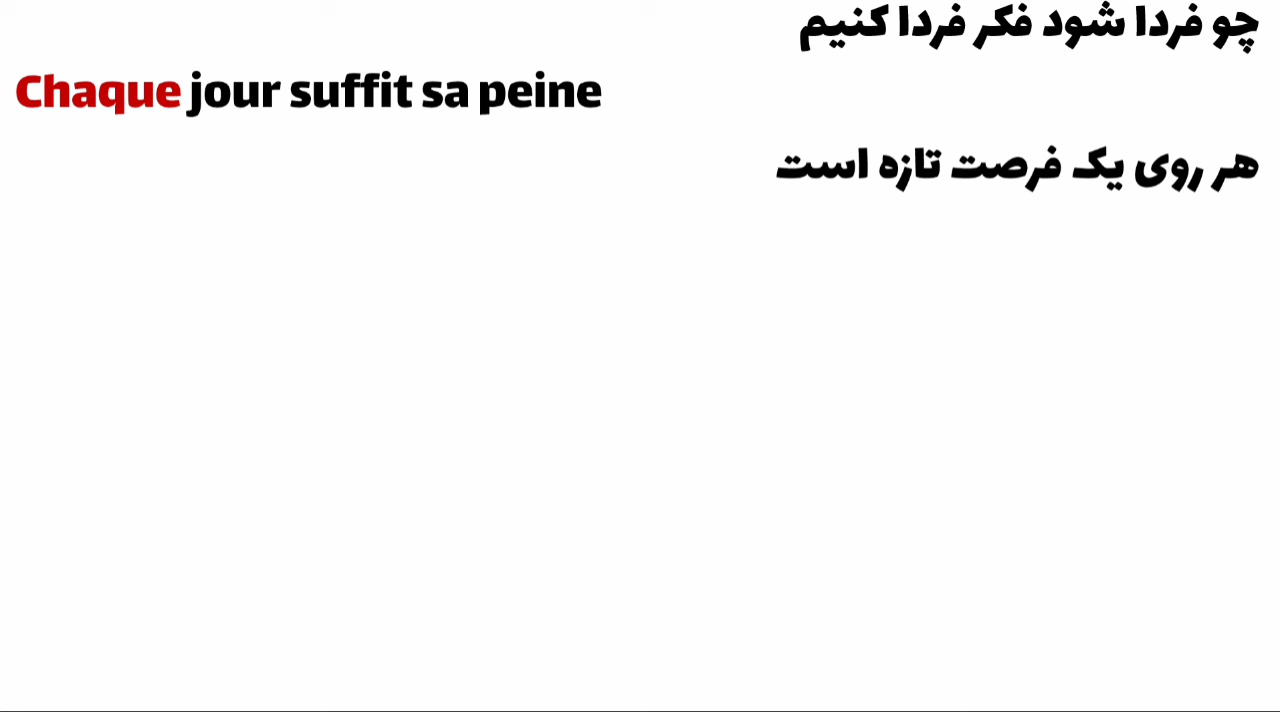 چو فردا شود فکر فردا کنیم
Chaque jour suffit sa peine
هر روی یک فرصت تازه است